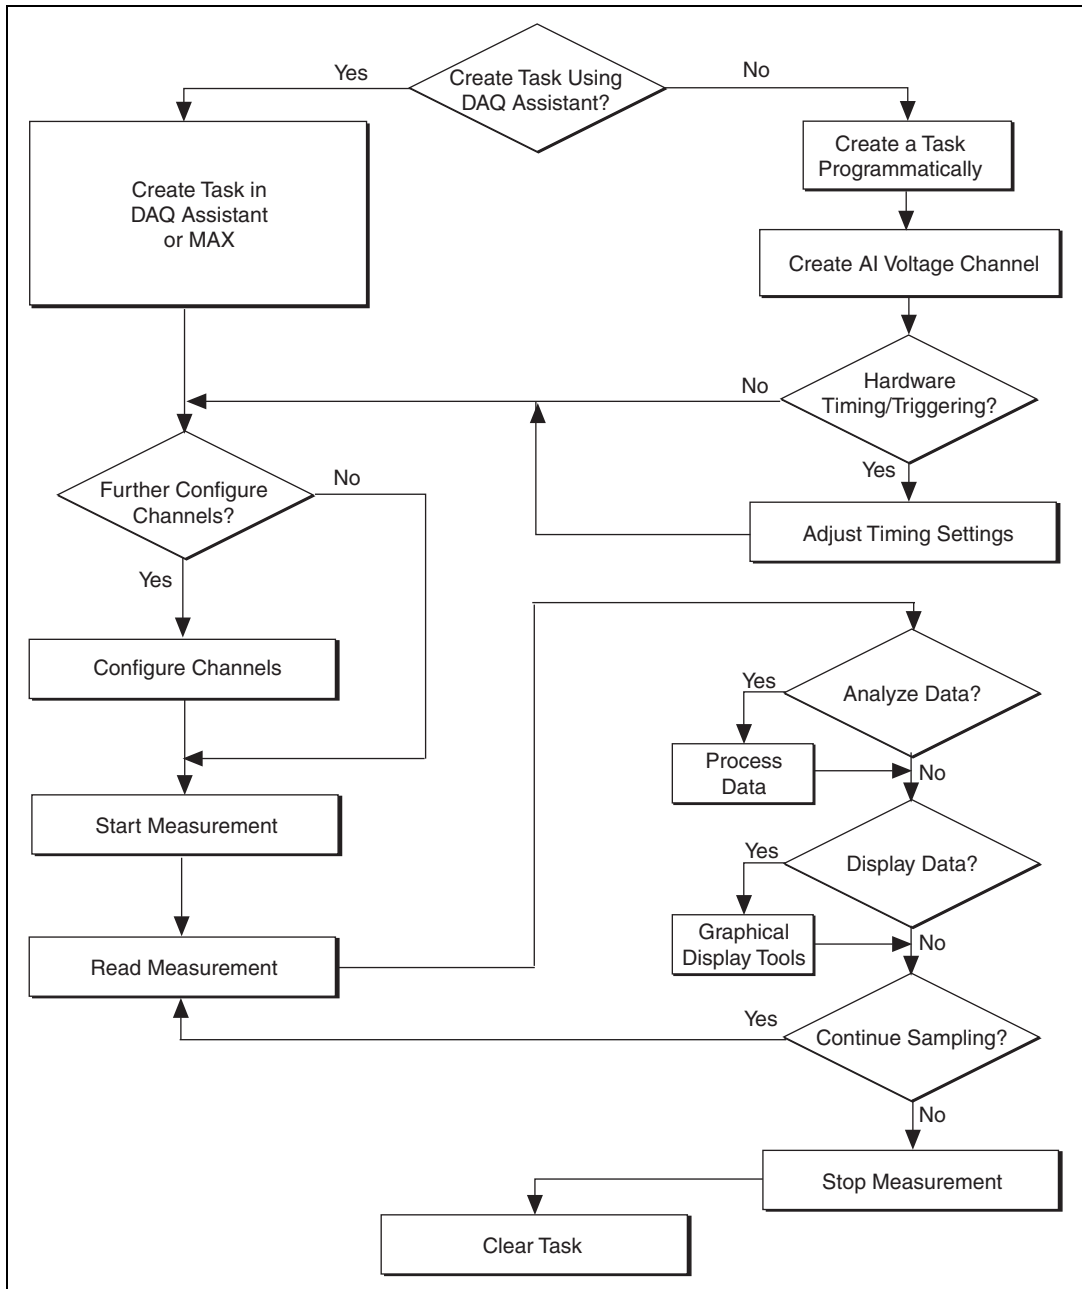 Create Task Using
DAQ Assistant?
Yes
No
Create Task in
DAQ Assistant
or MAX
Create a Task
Programmatically
Create AI Voltage Channel
Hardware
Timing/Triggering?
No
Yes
Adjust Timing Settings
Further Configure
Channels?
No
Yes
Configure Channels
Start Measurement
Read Measurement
Analyze Data?
Yes
Process
Data
No
Display Data?
Yes
Graphical
Display Tools
No
Continue Sampling?
Yes
No
Stop Measurement
Clear Task